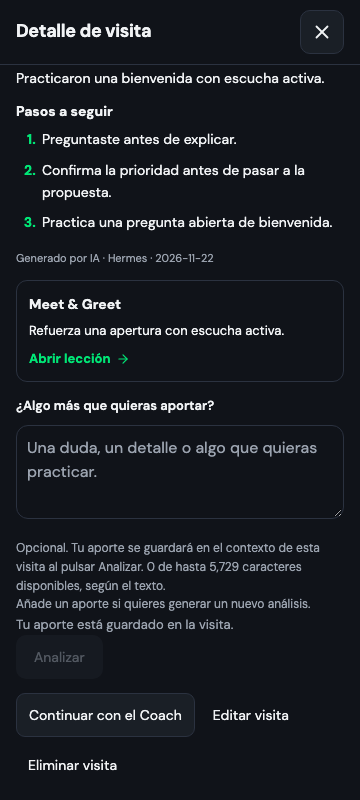 Detalle de visita
Practicaron una bienvenida con escucha activa.
Pasos a seguir
1. Preguntaste antes de explicar.
2. Confirma la prioridad antes de pasar a la
propuesta.
3. Practica una pregunta abierta de bienvenida.
Generado por IA · Hermes · 2026-11-22
Meet & Greet
Refuerza una apertura con escucha activa.
Abrir lección →
¿Algo más que quieras aportar?
Una duda, un detalle o algo que quieras
practicar.
Opcional. Tu aporte se guardará en el contexto de esta
visita al pulsar Analizar. 0 de hasta 5,729 caracteres
disponibles, según el texto.
Añade un aporte si quieres generar un nuevo análisis.
Tu aporte está guardado en la visita.
Analizar
Continuar con el Coach Editar visita
Eliminar visita